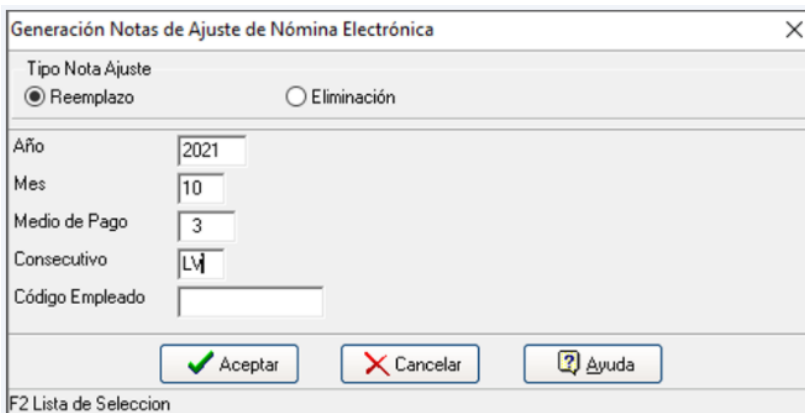 Generación Notas de Ajuste de Nómina Electrónica
Tipo Nota Ajuste
Reemplazo Eliminación
Año 2021
Mes 10
Medio de Pago 3
Consecutivo LV
Código Empleado
Aceptar Cancelar Ayuda
F2 Lista de Seleccion